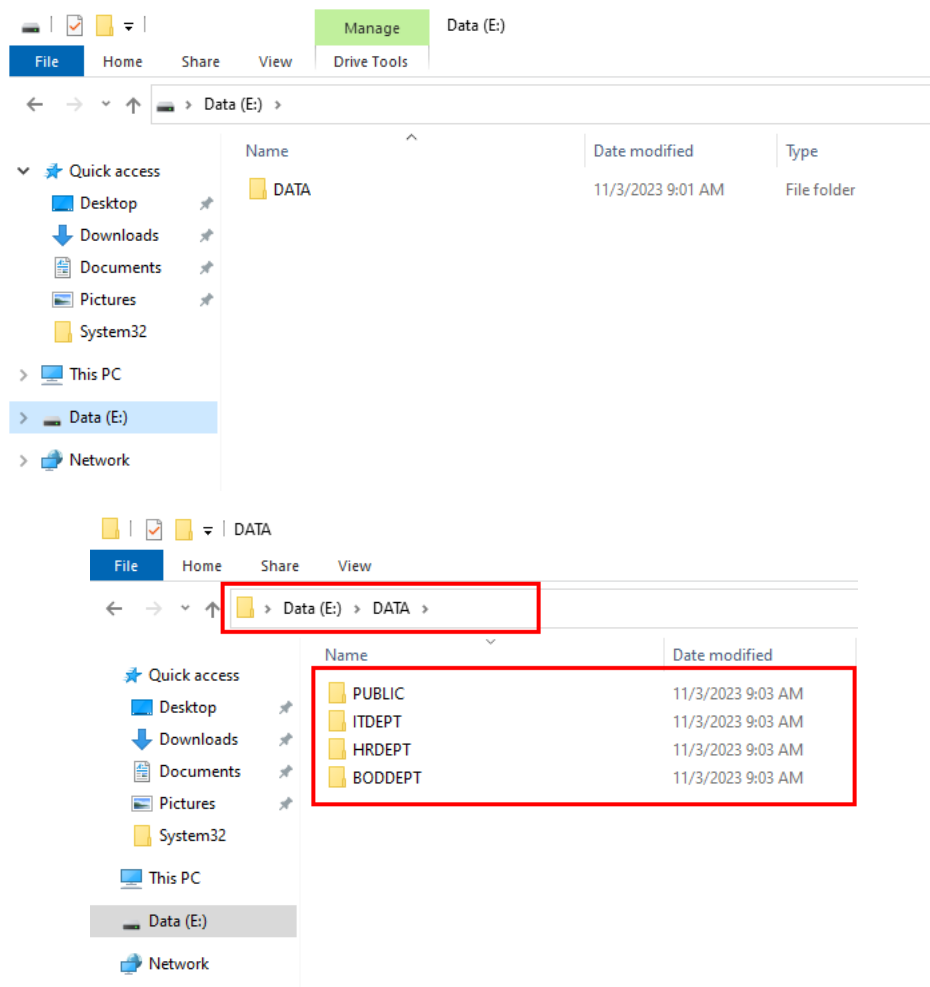 Manage Data (E:)
File Home Share View Drive Tools
Data (E:)
Name Date modified Type
Quick access
DATA 11/3/2023 9:01 AM File folder
Desktop
Downloads
Documents
Pictures
System32
This PC
Data (E:)
Network
DATA
File Home Share View
Data (E:) DATA
Name Date modified
Quick access
PUBLIC 11/3/2023 9:03 AM
Desktop
ITDEPT 11/3/2023 9:03 AM
Downloads
HRDEPT 11/3/2023 9:03 AM
Documents
BODDEPT 11/3/2023 9:03 AM
Pictures
System32
This PC
Data (E:)
Network